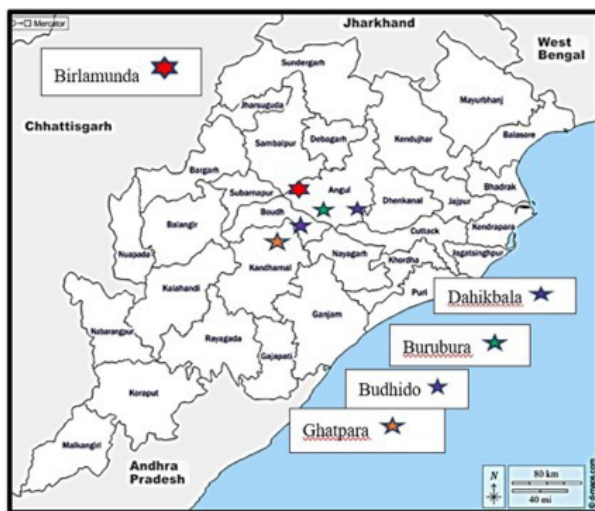 Mercator
Jharkhand
West
Bengal
Birlamunda
Sundergarh
Mayurbhanj
Jharsuguda
Chhattisgarh
Sambalpur
Debagarh
Kendujhar
Balasore
Bargarh
Subarnapur
Angul
Bhadrak
Dhenkanal
Jajpur
Boudh
Balangir
Kendrapara
Cuttack
Nuapada
Jagatsinghpur
Nayagarh
Khordha
Kandhamal
Puri
Kalahandi
Dahikbala
Nabarangpur
Ganjam
Rayagada
Burubura
Gajapati
Koraput
Budhido
Ghatpara
Malkangiri
Andhra
Pradesh
N
80 km
40 mi
© d-maps.com